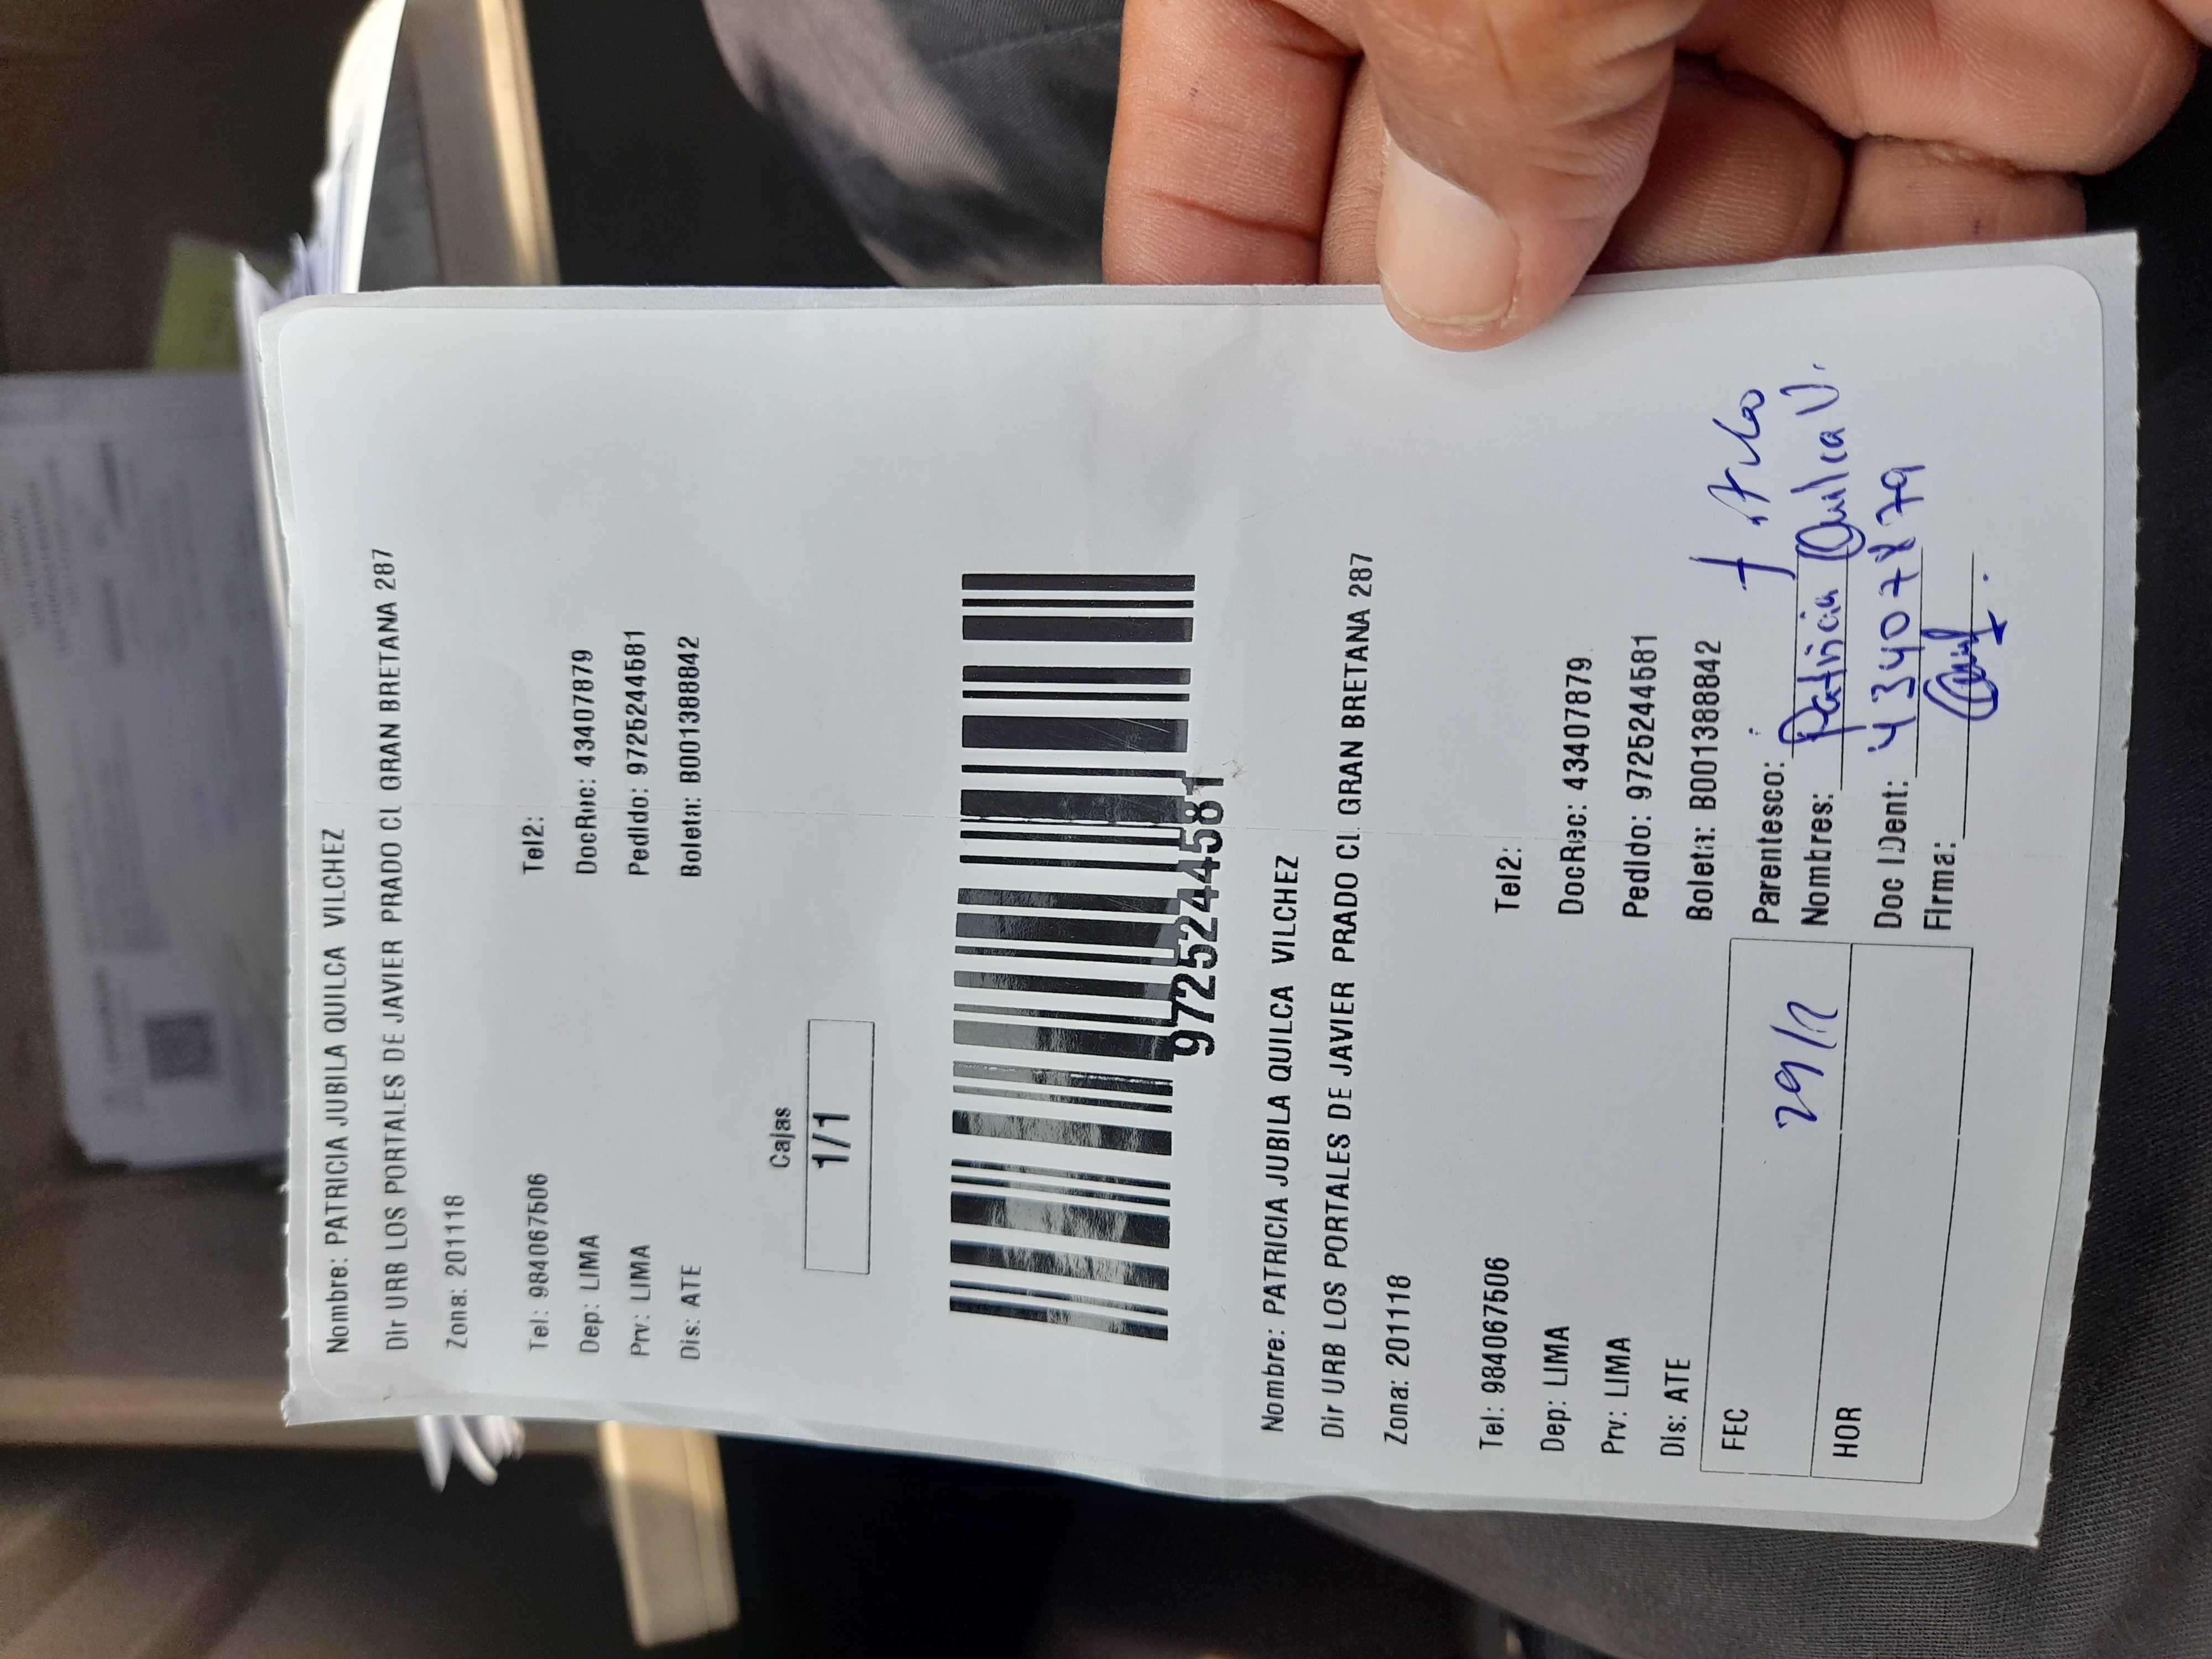 Nombre: PATRICIA JUBILA QUILCA VILCHEZ
Dir URB LOS PORTALES DE JAVIER PRADO CL GRAN BRETANA 287
Zona: 201118
Tel: 984067506 Tel2:
Dep: LIMA DocRec: 43407879
Prv: LIMA Pedido: 9725244581
Dis: ATE Boleta: B001388842
Cajas
1/1
9725244581
Nombre: PATRICIA JUBILA QUILCA VILCHEZ
Dir URB LOS PORTALES DE JAVIER PRADO CL GRAN BRETANA 287
Zona: 201118
Tel: 984067506 Tel2:
Dep: LIMA DocRec: 43407879
Prv: LIMA Pedido: 9725244581
Dis: ATE Boleta: B001388842
FEC 29/12 Parentesco:
Nombres: Patricia Quilca V.
HOR Doc IDent: 43407879
Firma: